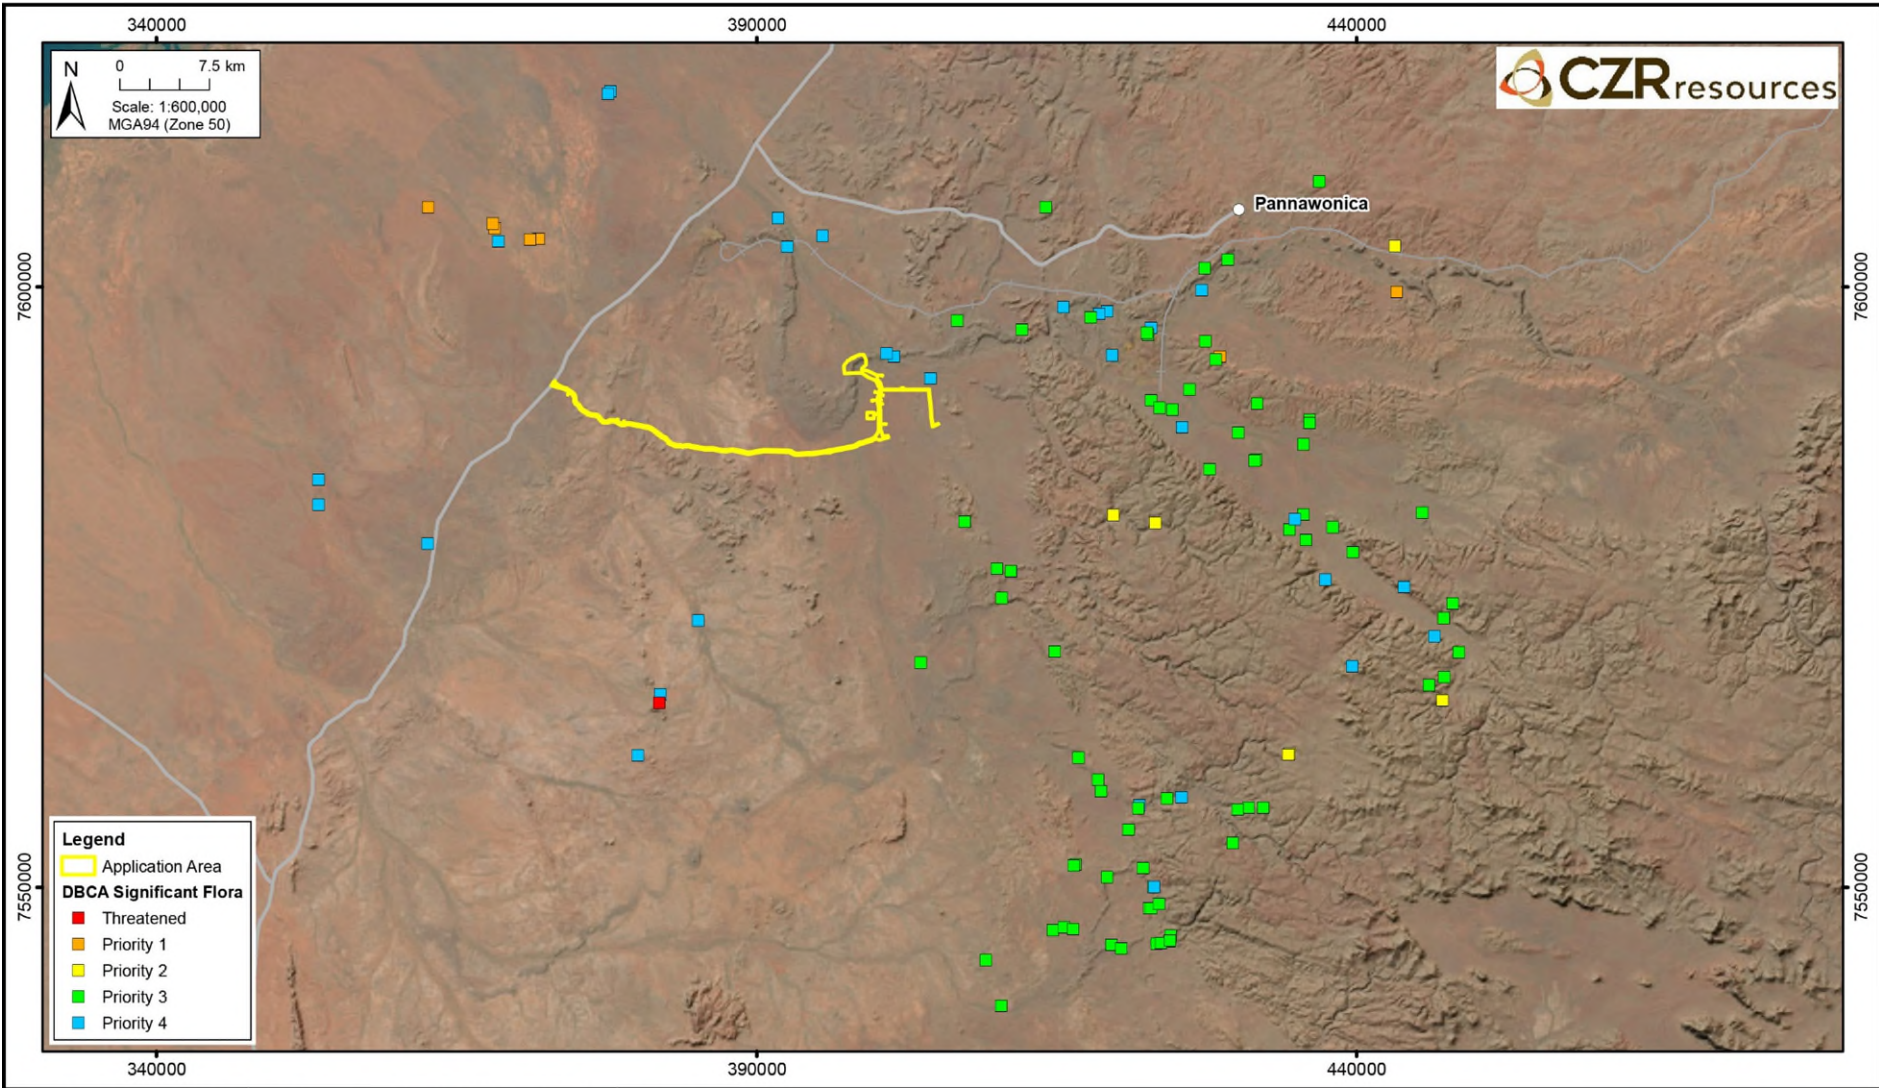 340000
390000
440000
N
0 7.5 km
Scale: 1:600,000
MGA94 (Zone 50)
CZR resources
Pannawonica
7600000
7600000
7550000
7550000
Legend
Application Area
DBCA Significant Flora
Threatened
Priority 1
Priority 2
Priority 3
Priority 4
340000
390000
440000